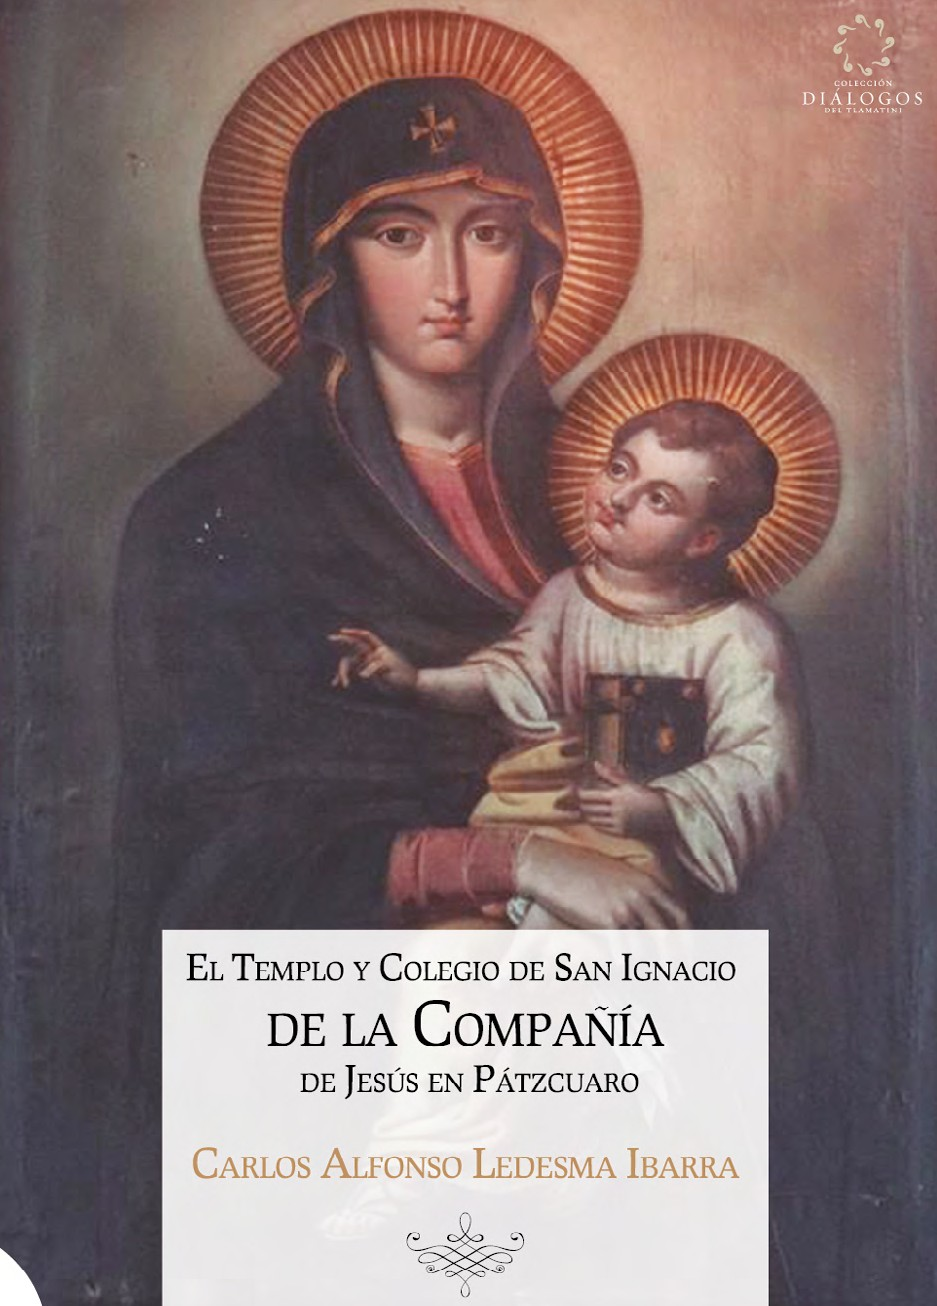 COLECCIÓN
DIÁLOGOS
DEL TLAMATINI
El Templo y Colegio de San Ignacio
de la Compañía
de Jesús en Pátzcuaro
Carlos Alfonso Ledesma Ibarra